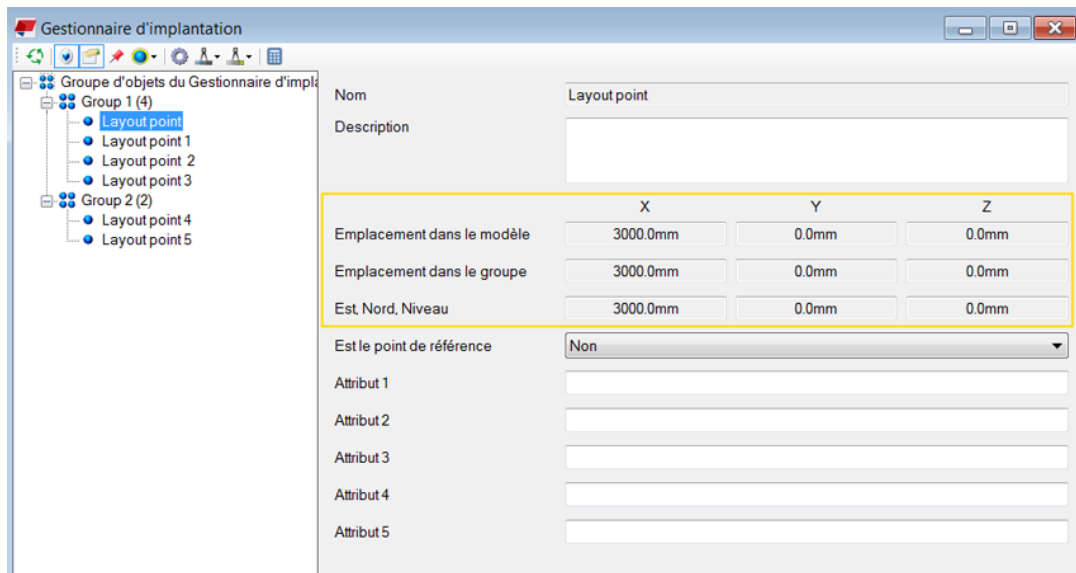 Gestionnaire d'implantation
Groupe d'objets du Gestionnaire d'impla
Group 1 (4)
Layout point
Layout point 1
Layout point 2
Layout point 3
Group 2 (2)
Layout point 4
Layout point 5
Nom Layout point
Description
X Y Z
Emplacement dans le modèle 3000.0mm 0.0mm 0.0mm
Emplacement dans le groupe 3000.0mm 0.0mm 0.0mm
Est, Nord, Niveau 3000.0mm 0.0mm 0.0mm
Est le point de référence Non
Attribut 1
Attribut 2
Attribut 3
Attribut 4
Attribut 5